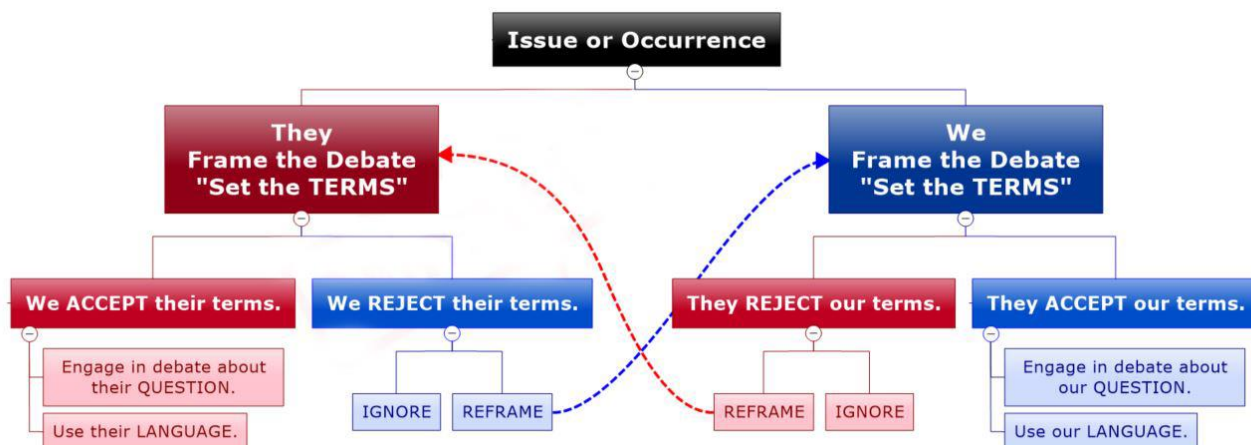 Issue or Occurrence
They
Frame the Debate
"Set the TERMS"
We
Frame the Debate
"Set the TERMS"
We ACCEPT their terms.
We REJECT their terms.
They REJECT our terms.
They ACCEPT our terms.
Engage in debate about
their QUESTION.
Use their LANGUAGE.
IGNORE
REFRAME
REFRAME
IGNORE
Engage in debate about
our QUESTION.
Use our LANGUAGE.